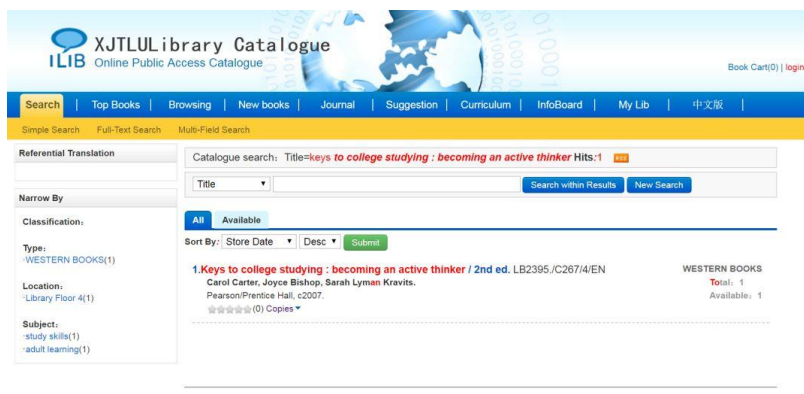 XJTLULibrary Catalogue
ILIB Online Public Access Catalogue
Book Cart(0) | login
Search | Top Books | Browsing | New books | Journal | Suggestion | Curriculum | InfoBoard | My Lib | 中文版 |
Simple Search Full-Text Search Multi-Field Search
Referential Translation
Catalogue search: Title=keys to college studying : becoming an active thinker Hits:1
Title Search within Results New Search
Narrow By
Classification:
All Available
Type:
WESTERN BOOKS(1)
Sort By: Store Date Desc Submit
Location:
Library Floor 4(1)
Subject:
study skills(1)
adult learning(1)
1.Keys to college studying : becoming an active thinker / 2nd ed. LB2395./C267/4/EN
Carol Carter, Joyce Bishop, Sarah Lyman Kravits.
Pearson/Prentice Hall, c2007.
(0) Copies
WESTERN BOOKS
Total: 1
Available: 1